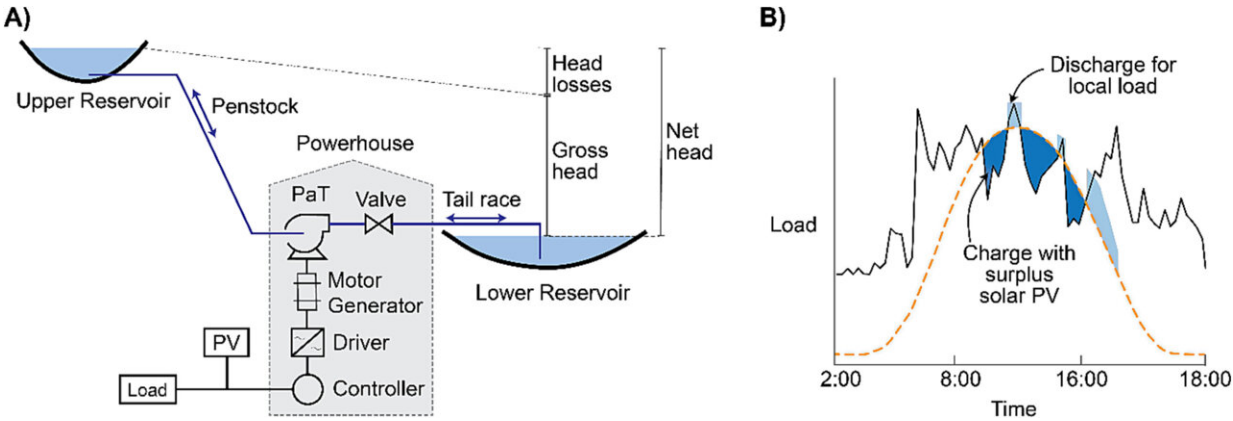 A)
Upper Reservoir
Penstock
Powerhouse
PaT
Valve
Tail race
Head
losses
Gross
head
Net
head
Lower Reservoir
Motor
Generator
Driver
Controller
PV
Load
B)
Discharge for
local load
Load
Charge with
surplus
solar PV
2:00
8:00
16:00
18:00
Time